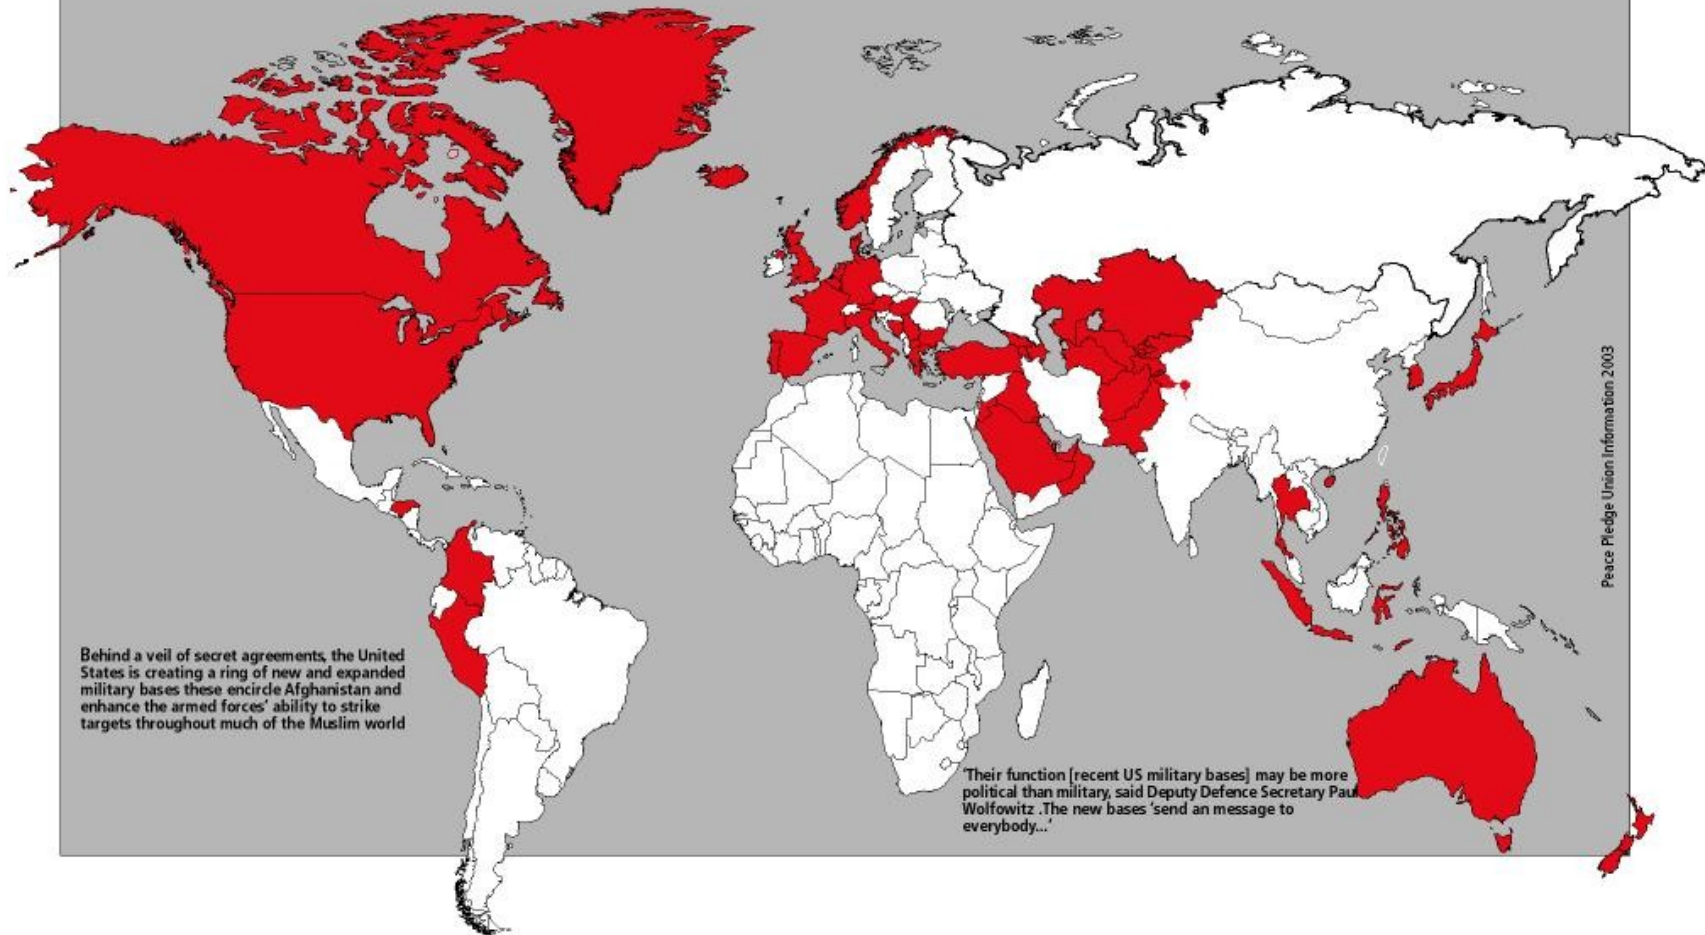 Peace Pledge Union Information 2003
Behind a veil of secret agreements, the United
States is creating a ring of new and expanded
military bases these encircle Afghanistan and
enhance the armed forces' ability to strike
targets throughout much of the Muslim world
'Their function [recent US military bases] may be more
political than military, said Deputy Defence Secretary Pau
Wolfowitz .The new bases 'send an message to
everybody...'